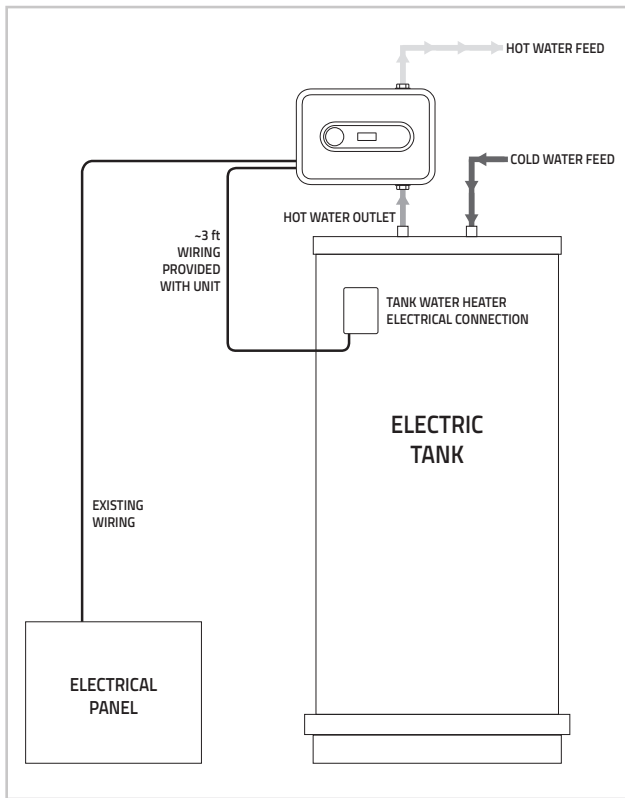 HOT WATER FEED
COLD WATER FEED
HOT WATER OUTLET
~3 ft
WIRING
PROVIDED
WITH UNIT
TANK WATER HEATER
ELECTRICAL CONNECTION
ELECTRIC
TANK
EXISTING
WIRING
ELECTRICAL
PANEL